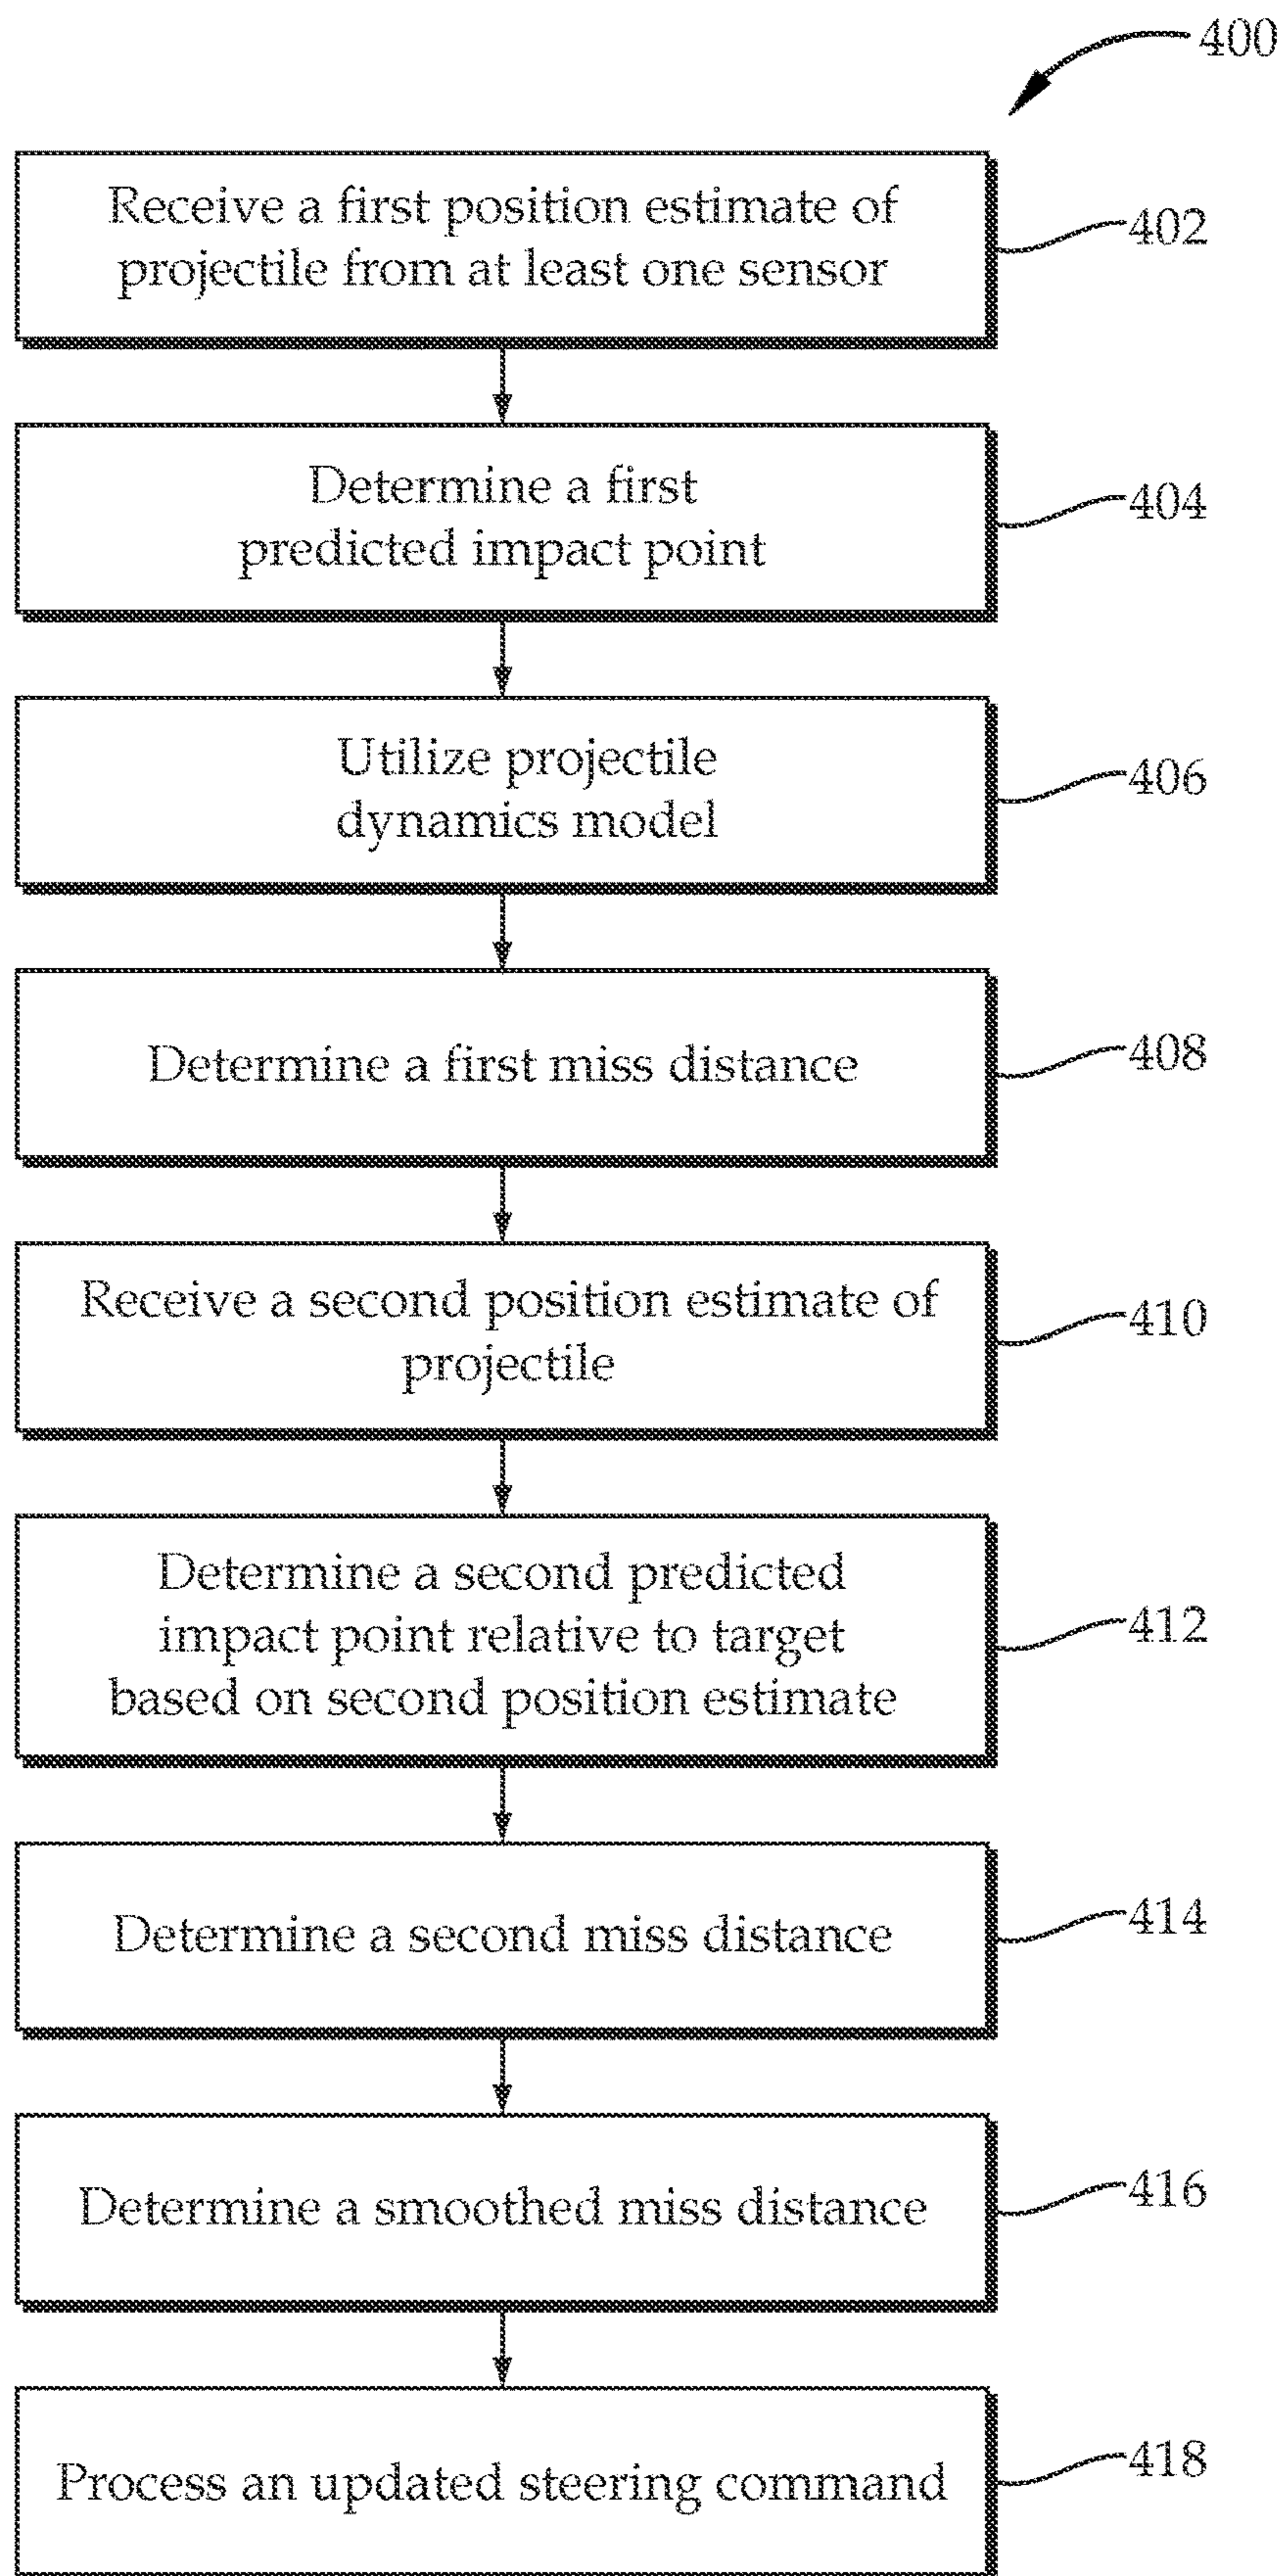 400
Receive a first position estimate of
projectile from at least one sensor
402
Determine a first
predicted impact point
404
Utilize projectile
dynamics model
406
Determine a first miss distance
408
Receive a second position estimate of
projectile
410
Determine a second predicted
impact point relative to target
based on second position estimate
412
Determine a second miss distance
414
Determine a smoothed miss distance
416
Process an updated steering command
418